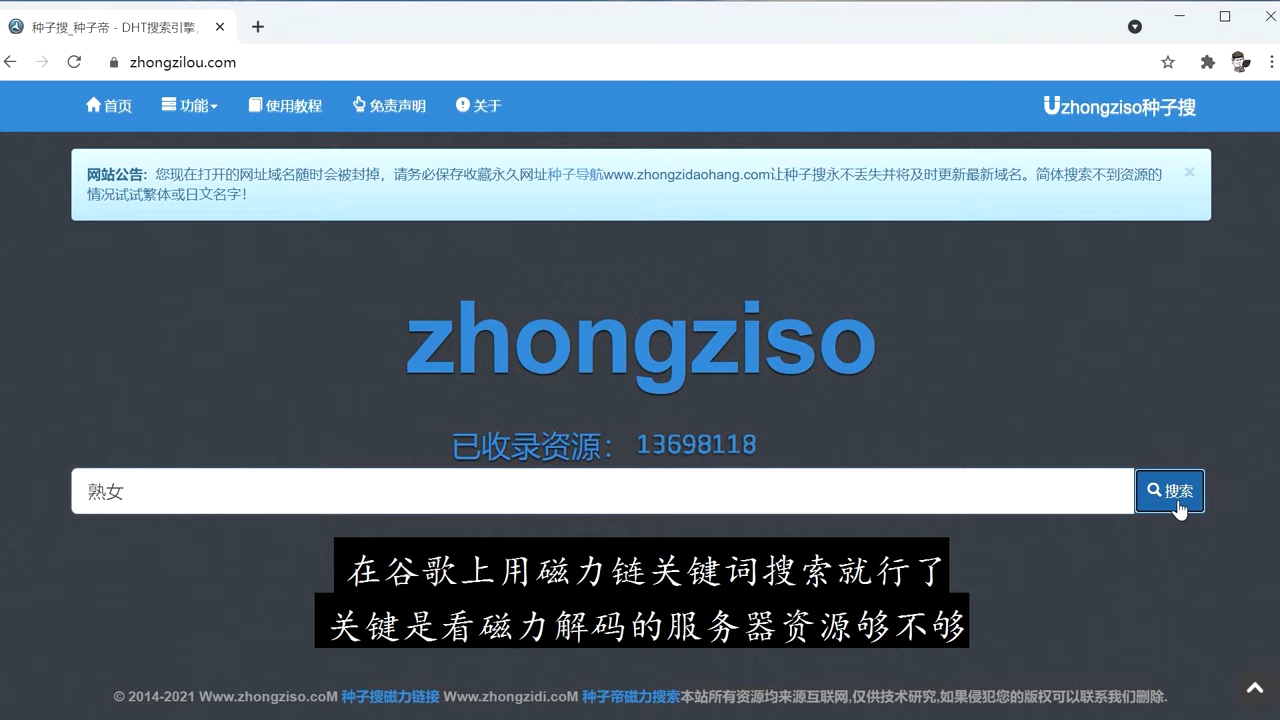 种子搜_种子帝 - DHT搜索引擎,
zhongzilou.com
首页 功能 使用教程 免责声明 关于 zhongziso种子搜
网站公告: 您现在打开的网址域名随时会被封掉，请务必保存收藏永久网址种子导航www.zhongzidaohang.com让种子搜永不丢失并将及时更新最新域名。简体搜索不到资源的
情况试试繁体或日文名字！
zhongziso
已收录资源： 13698118
熟女 搜索
在谷歌上用磁力链关键词搜索就行了
关键是看磁力解码的服务器资源够不够
© 2014-2021 Www.zhongziso.coM 种子搜磁力链接 Www.zhongzidi.coM 种子帝磁力搜索本站所有资源均来源互联网,仅供技术研究,如果侵犯您的版权可以联系我们删除.